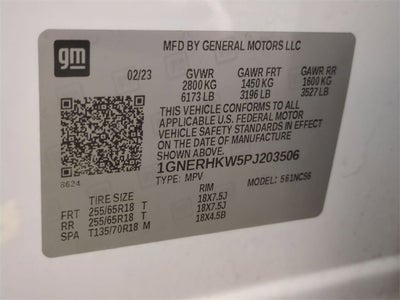 gm
MFD BY GENERAL MOTORS LLC
02/23 GVWR GAWR FRT GAWR RR
2800 KG 1450 KG 1600 KG
6173 LB 3196 LB 3527 LB
THIS VEHICLE CONFORMS TO ALL
APPLICABLE U.S. FEDERAL MOTOR
VEHICLE SAFETY STANDARDS IN EFFECT
ON THE DATE OF MANUFACTURE
SHOWN ABOVE.
1GNERHKW5PJ203506
8624
TYPE: MPV MODEL: 561NC56
TIRE SIZE RIM
FRT 255/65R18 T 18X7.5J
RR 255/65R18 T 18X7.5J
SPA T135/70R18 M 18X4.5B